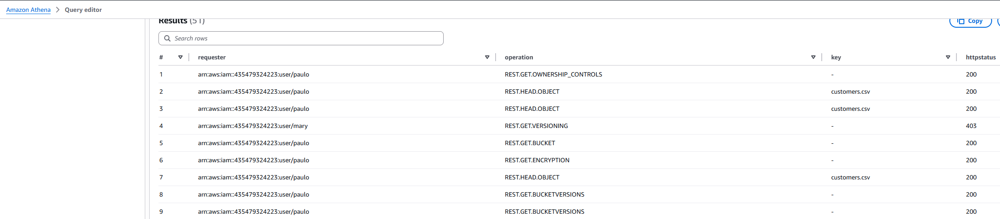 Amazon Athena > Query editor
Results (51)
Copy
Search rows
# requester operation key httpstatus
1 arn:aws:iam::435479324223:user/paulo REST.GET.OWNERSHIP_CONTROLS - 200
2 arn:aws:iam::435479324223:user/paulo REST.HEAD.OBJECT customers.csv 200
3 arn:aws:iam::435479324223:user/paulo REST.HEAD.OBJECT customers.csv 200
4 arn:aws:iam::435479324223:user/mary REST.GET.VERSIONING - 403
5 arn:aws:iam::435479324223:user/paulo REST.GET.BUCKET - 200
6 arn:aws:iam::435479324223:user/paulo REST.GET.ENCRYPTION - 200
7 arn:aws:iam::435479324223:user/paulo REST.HEAD.OBJECT customers.csv 200
8 arn:aws:iam::435479324223:user/paulo REST.GET.BUCKETVERSIONS - 200
9 arn:aws:iam::435479324223:user/paulo REST.GET.BUCKETVERSIONS - 200